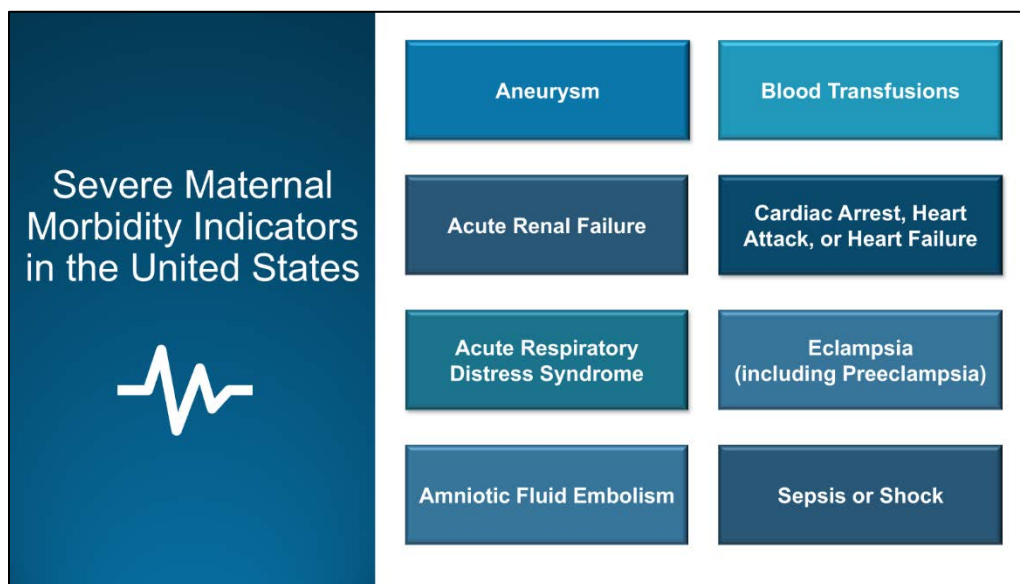 Severe Maternal
Morbidity Indicators
in the United States
Aneurysm
Blood Transfusions
Acute Renal Failure
Cardiac Arrest, Heart
Attack, or Heart Failure
Acute Respiratory
Distress Syndrome
Eclampsia
(including Preeclampsia)
Amniotic Fluid Embolism
Sepsis or Shock